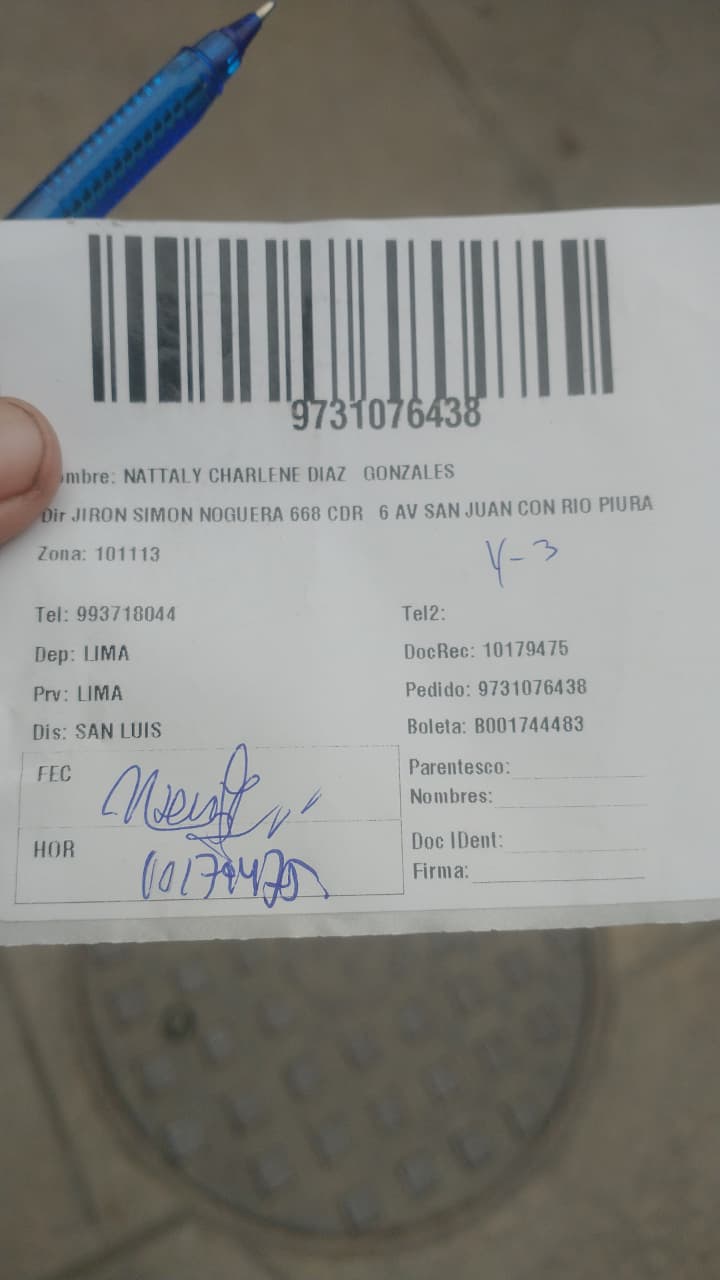 9731076438
mbre: NATTALY CHARLENE DIAZ GONZALES
Dir JIRON SIMON NOGUERA 668 CDR 6 AV SAN JUAN CON RIO PIURA
Zona: 101113
Y-3
Tel: 993718044
Tel2:
Dep: LIMA
DocRec: 10179475
Prv: LIMA
Pedido: 9731076438
Dis: SAN LUIS
Boleta: B001744483
FEC
Parentesco:
Nombres:
HOR
10179475
Doc IDent:
Firma: